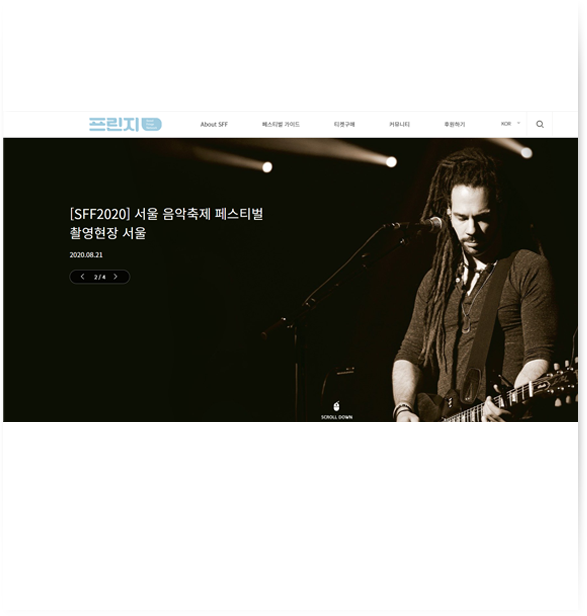 프린지
About SFF
페스티벌 가이드
티켓구매
커뮤니티
후원하기
KOR
[SFF2020] 서울 음악축제 페스티벌
촬영현장 서울
2020.08.21
2 / 4
SCROLL DOWN